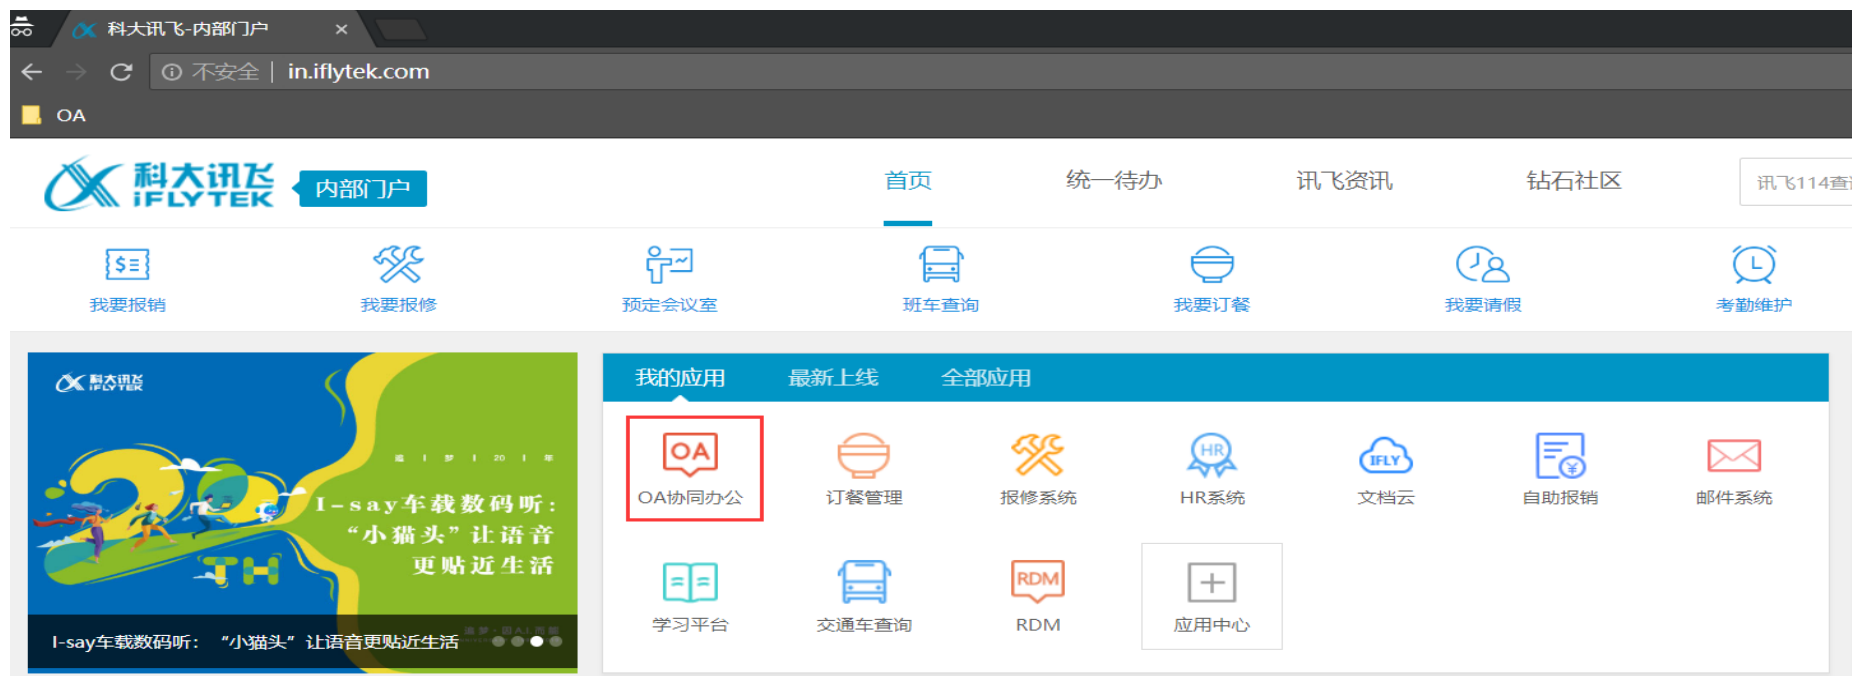 科大讯飞-内部门户
不安全 | in.iflytek.com
OA
科大讯飞
iFLYTEK
内部门户
首页 统一待办 讯飞资讯 钻石社区 讯飞114查
我要报销 我要报修 预定会议室 班车查询 我要订餐 我要请假 考勤维护
科大讯飞
iFLYTEK
追 | 梦 | 20 | 年
I-say车载数码听:
“小猫头”让语音
更贴近生活
20
TH
I-say车载数码听: “小猫头”让语音更贴近生活
我的应用 最新上线 全部应用
OA HR IFLY
OA协同办公 订餐管理 报修系统 HR系统 文档云 自助报销 邮件系统
RDM
学习平台 交通车查询 RDM 应用中心